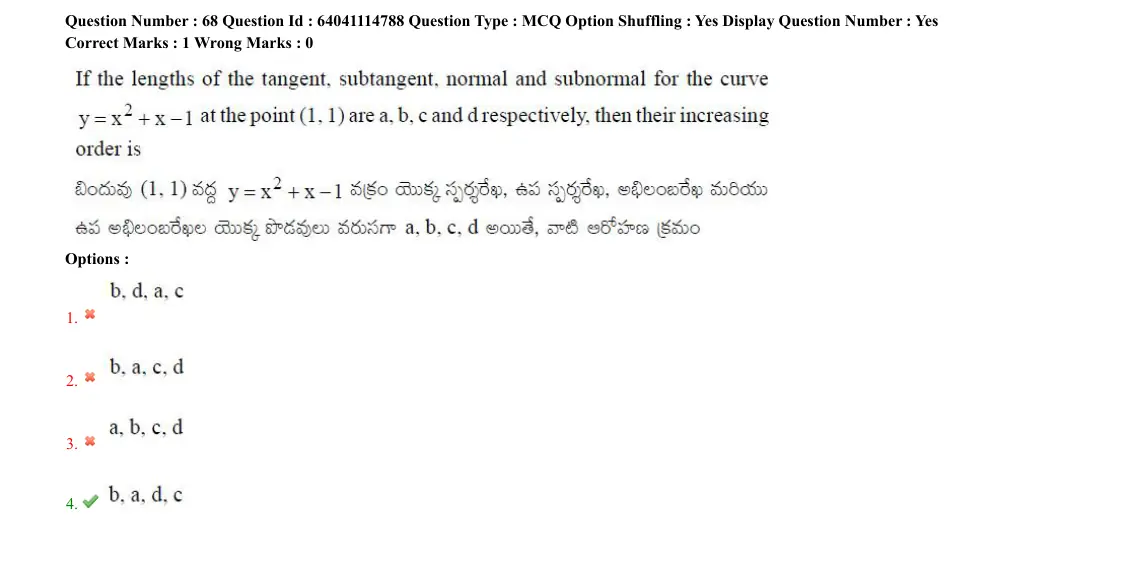 Question Number : 68 Question Id : 64041114788 Question Type : MCQ Option Shuffling : Yes Display Question Number : Yes
Correct Marks : 1 Wrong Marks : 0
If the lengths of the tangent, subtangent, normal and subnormal for the curve
y = x² + x – 1 at the point (1, 1) are a, b, c and d respectively, then their increasing
order is
బిందువు (1, 1) వద్ద y = x² + x – 1 వక్రం యొక్క స్పర్శరేఖ, ఉప స్పర్శరేఖ, అభిలంబరేఖ మరియు
ఉప అభిలంబరేఖల యొక్క పొడవులు వరుసగా a, b, c, d అయితే, వాటి ఆరోహణ క్రమం
Options :
b, d, a, c
1.
b, a, c, d
2.
a, b, c, d
3.
b, a, d, c
4.